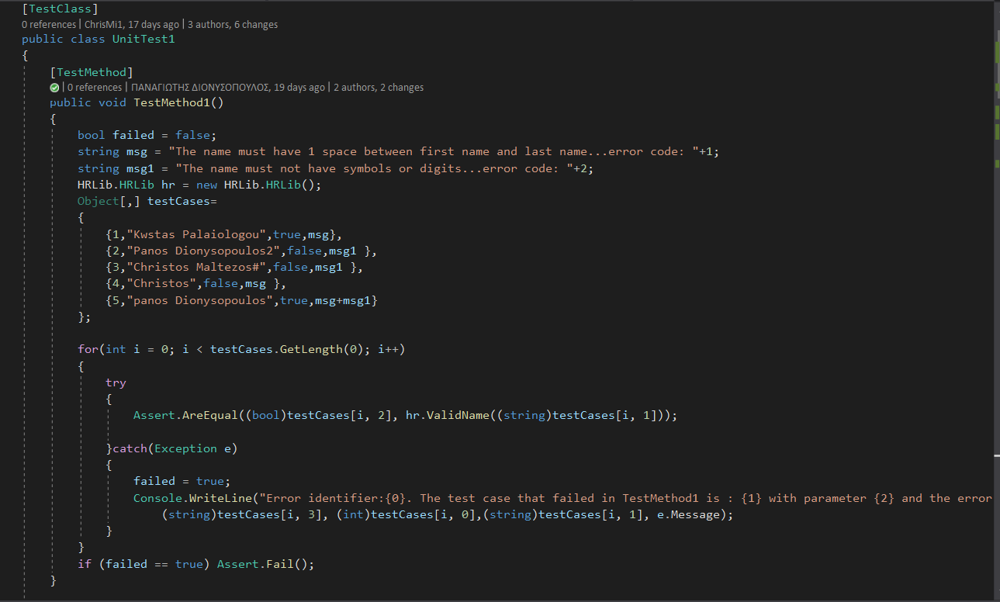 [TestClass]
0 references | ChrisMi1, 17 days ago | 3 authors, 6 changes
public class UnitTest1
{
[TestMethod]
| 0 references | ΠΑΝΑΓΙΩΤΗΣ ΔΙΟΝΥΣΟΠΟΥΛΟΣ, 19 days ago | 2 authors, 2 changes
public void TestMethod1()
{
bool failed = false;
string msg = "The name must have 1 space between first name and last name...error code: "+1;
string msg1 = "The name must not have symbols or digits...error code: "+2;
HRLib.HRLib hr = new HRLib.HRLib();
Object[,] testCases=
{
{1,"Kwstas Palaiologou",true,msg},
{2,"Panos Dionysopoulos2",false,msg1 },
{3,"Christos Maltezos#",false,msg1 },
{4,"Christos",false,msg },
{5,"panos Dionysopoulos",true,msg+msg1}
};
for(int i = 0; i < testCases.GetLength(0); i++)
{
try
{
Assert.AreEqual((bool)testCases[i, 2], hr.ValidName((string)testCases[i, 1]));
}catch(Exception e)
{
failed = true;
Console.WriteLine("Error identifier:{0}. The test case that failed in TestMethod1 is : {1} with parameter {2} and the error
(string)testCases[i, 3], (int)testCases[i, 0],(string)testCases[i, 1], e.Message);
}
}
if (failed == true) Assert.Fail();
}